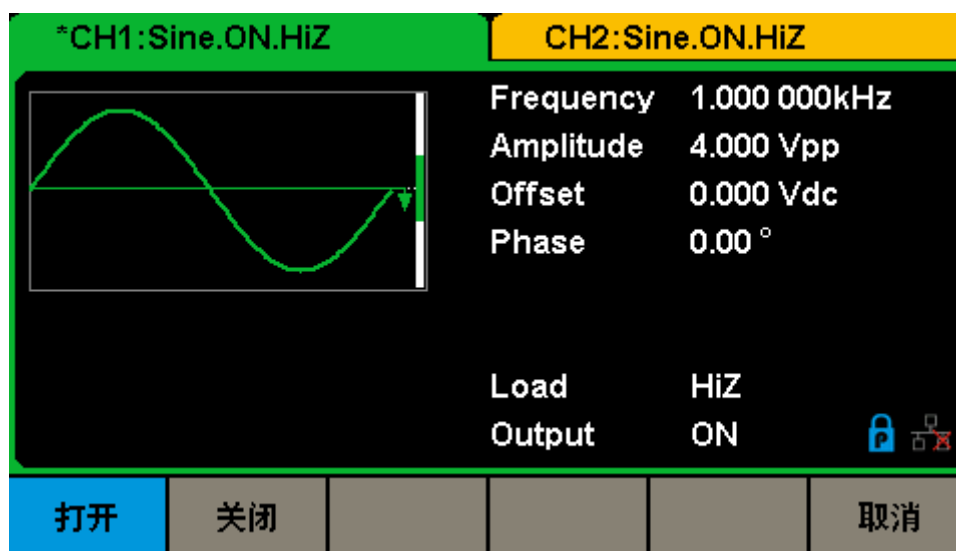 *CH1:Sine.ON.HiZ CH2:Sine.ON.HiZ
Frequency 1.000 000kHz
Amplitude 4.000 Vpp
Offset 0.000 Vdc
Phase 0.00 °
Load HiZ
Output ON
P
打开 关闭 取消